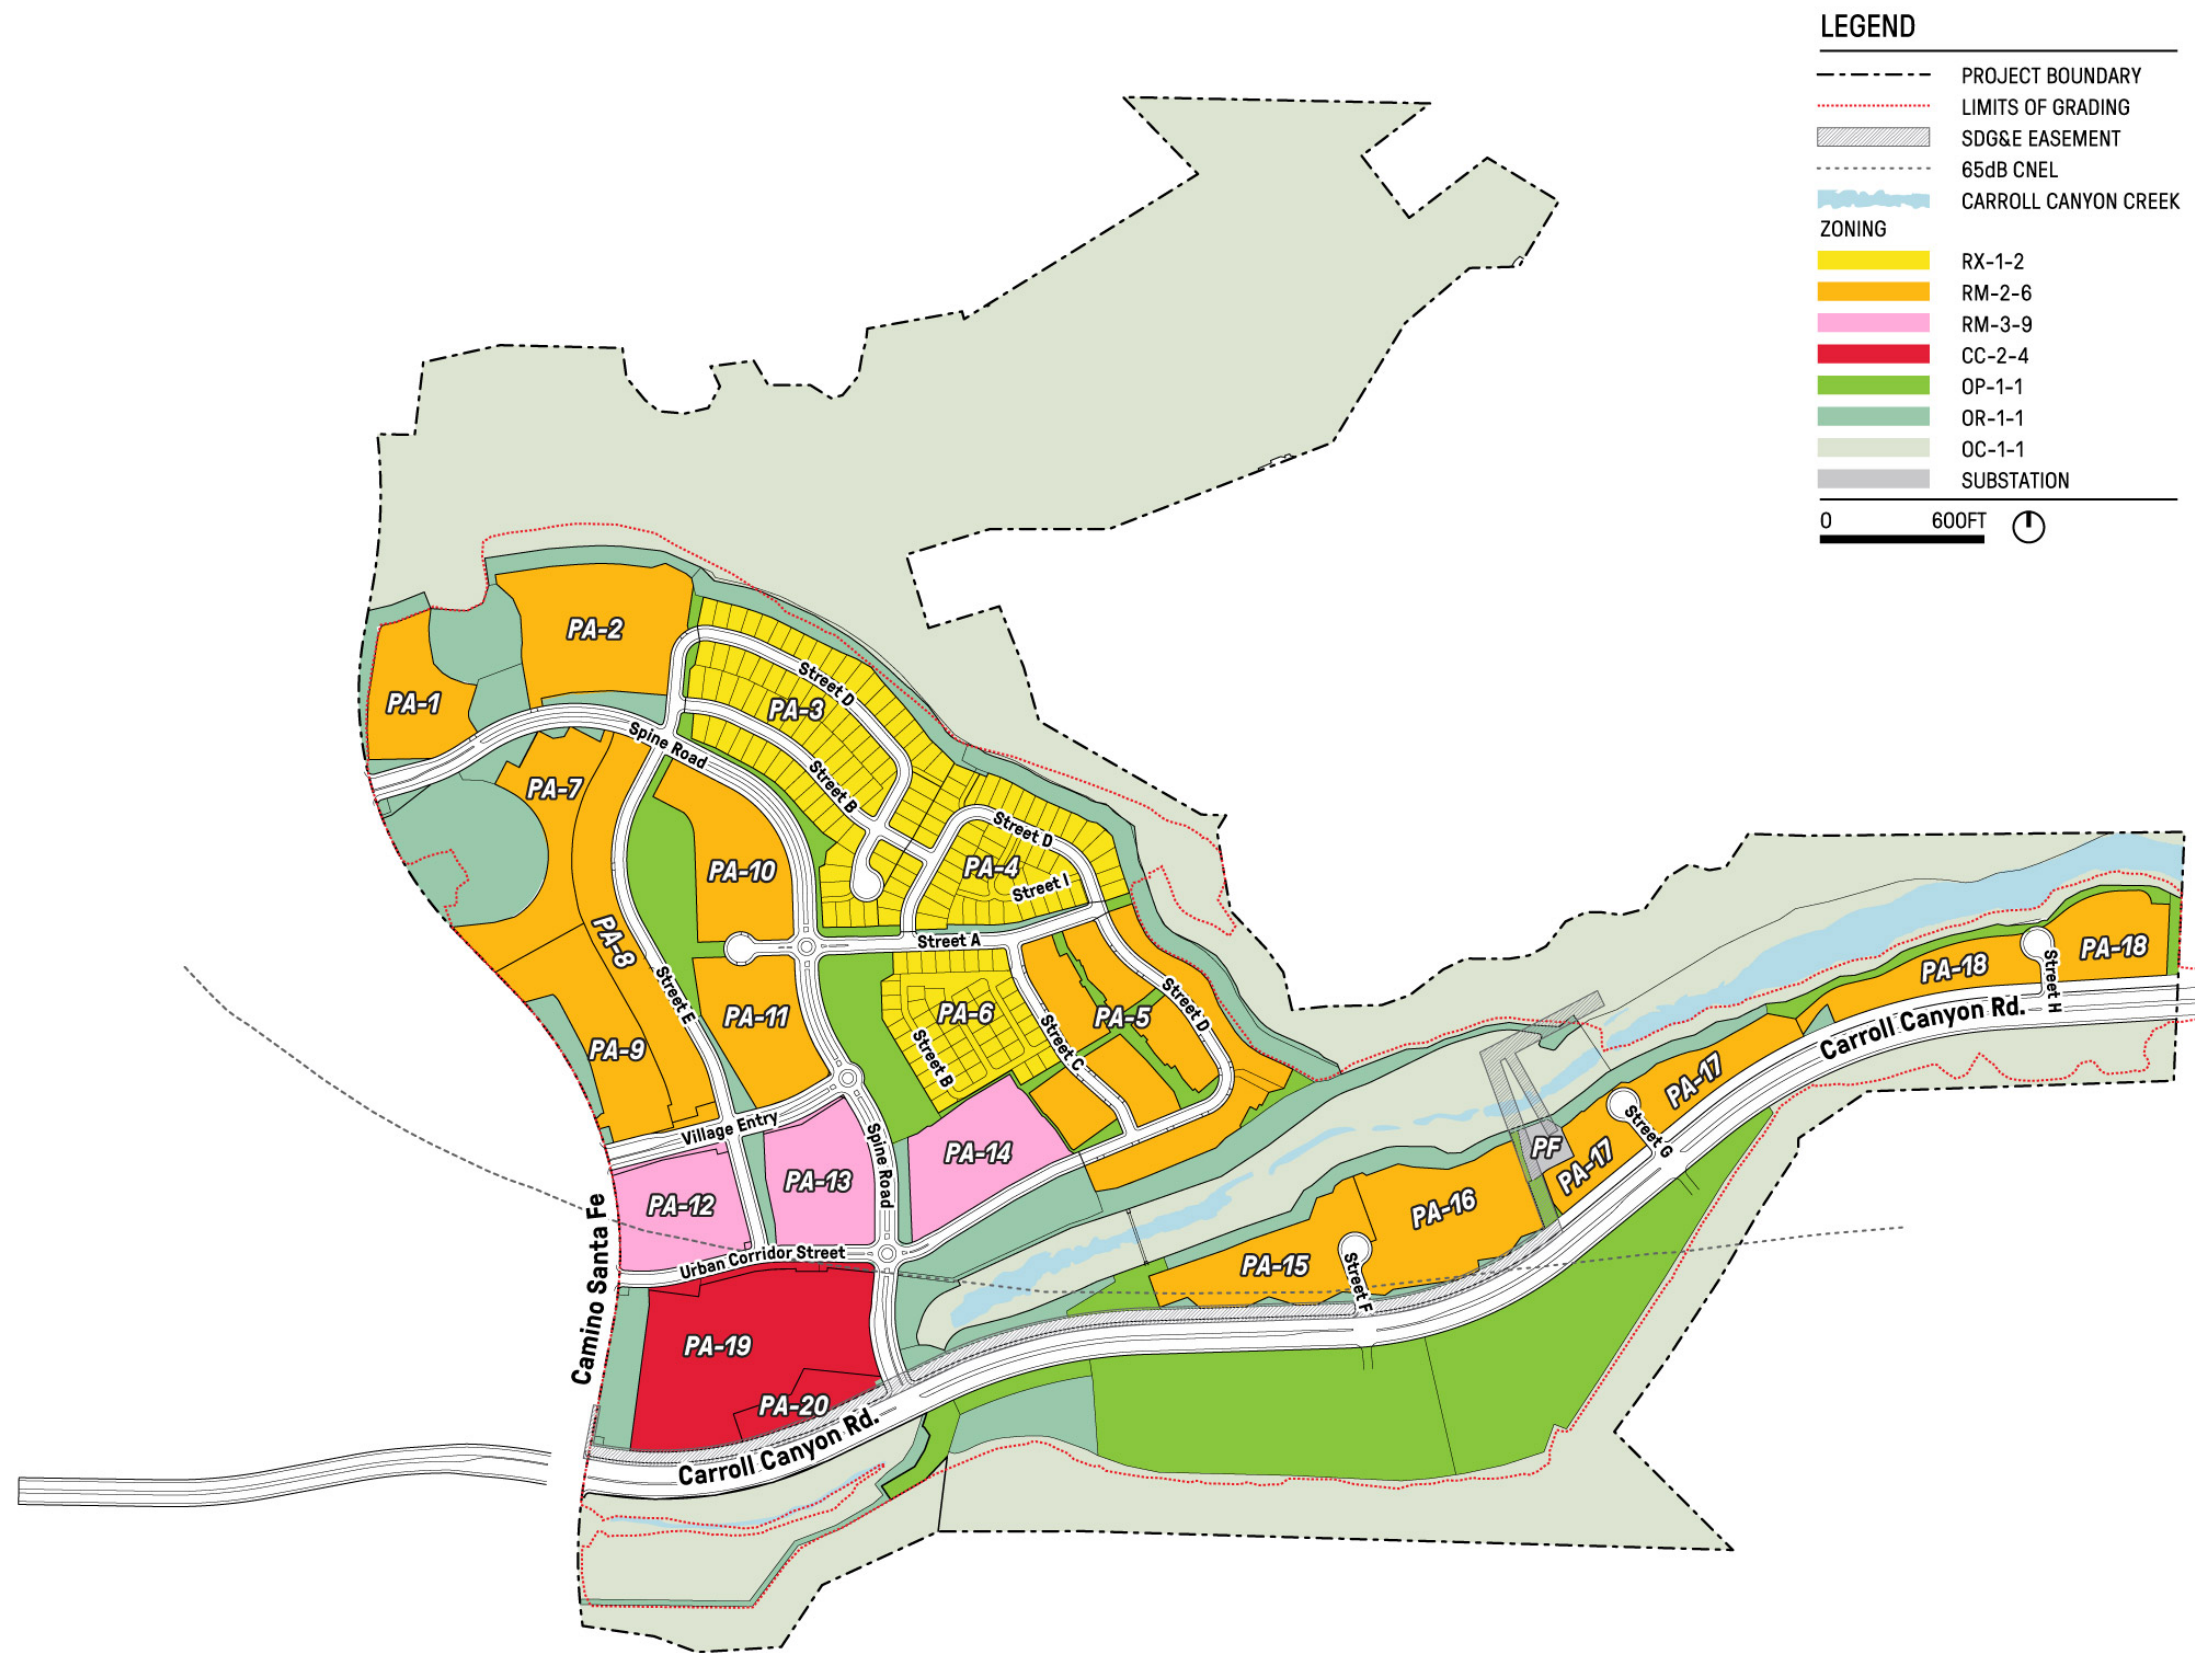 LEGEND
PROJECT BOUNDARY
LIMITS OF GRADING
SDG&E EASEMENT
65dB CNEL
CARROLL CANYON CREEK
ZONING
RX-1-2
RM-2-6
RM-3-9
CC-2-4
OP-1-1
OR-1-1
OC-1-1
SUBSTATION
0 600FT
PA-2
PA-1
Street D
PA-3
Spine Road
Street B
PA-7
Street D
PA-4
PA-10
Street I
PA-8
Street A
PA-18
PA-18
Street H
Street E
Street D
PA-11
PA-6
PA-5
Carroll Canyon Rd.
PA-9
Street B
Street C
PA-17
Village Entry
Street G
PF
PA-17
PA-14
Spine Road
PA-13
PA-12
PA-16
Camino Santa Fe
Urban Corridor Street
PA-15
Street F
PA-19
PA-20
Carroll Canyon Rd.